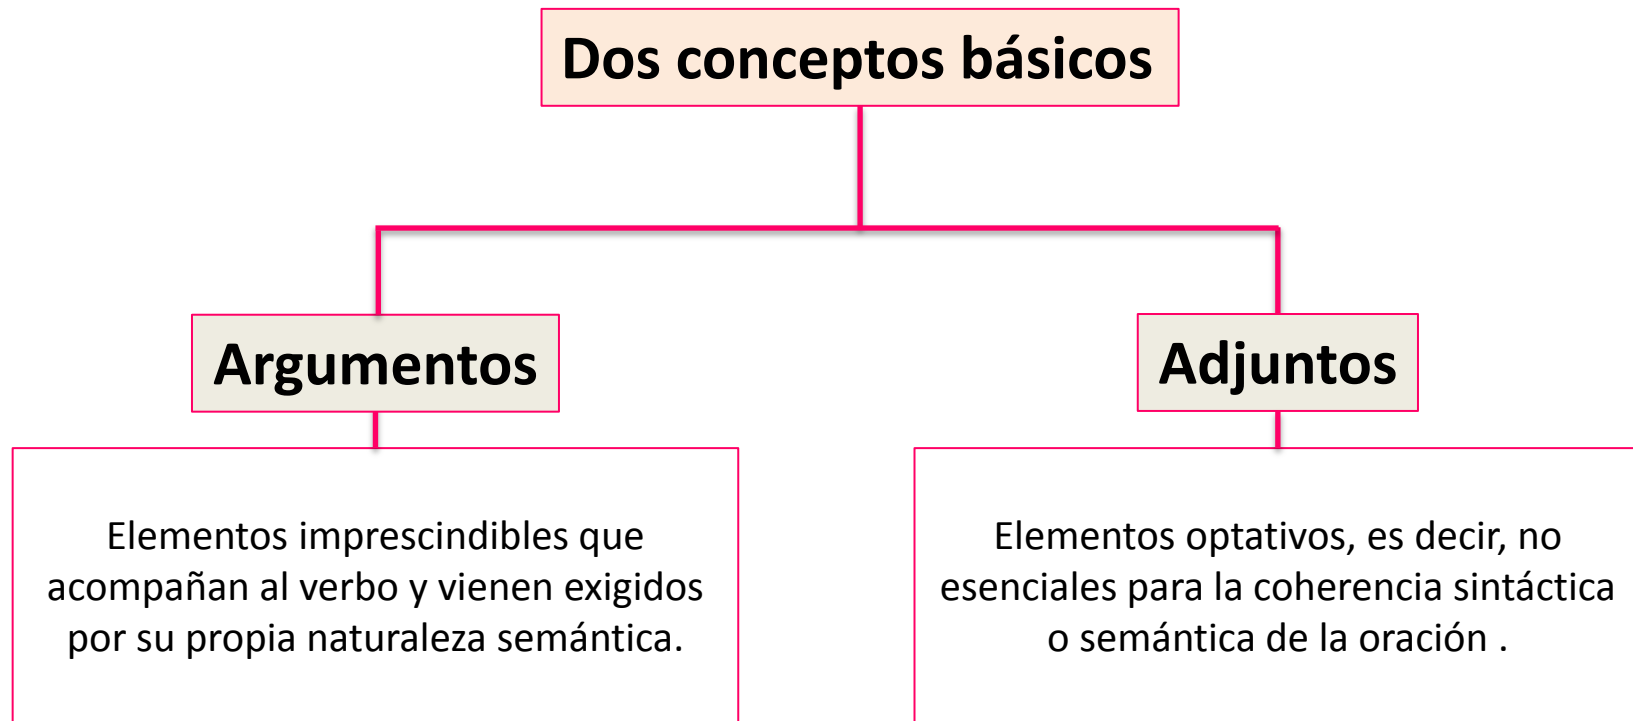 Dos conceptos básicos
Argumentos
Adjuntos
Elementos imprescindibles que
acompañan al verbo y vienen exigidos
por su propia naturaleza semántica.
Elementos optativos, es decir, no
esenciales para la coherencia sintáctica
o semántica de la oración .